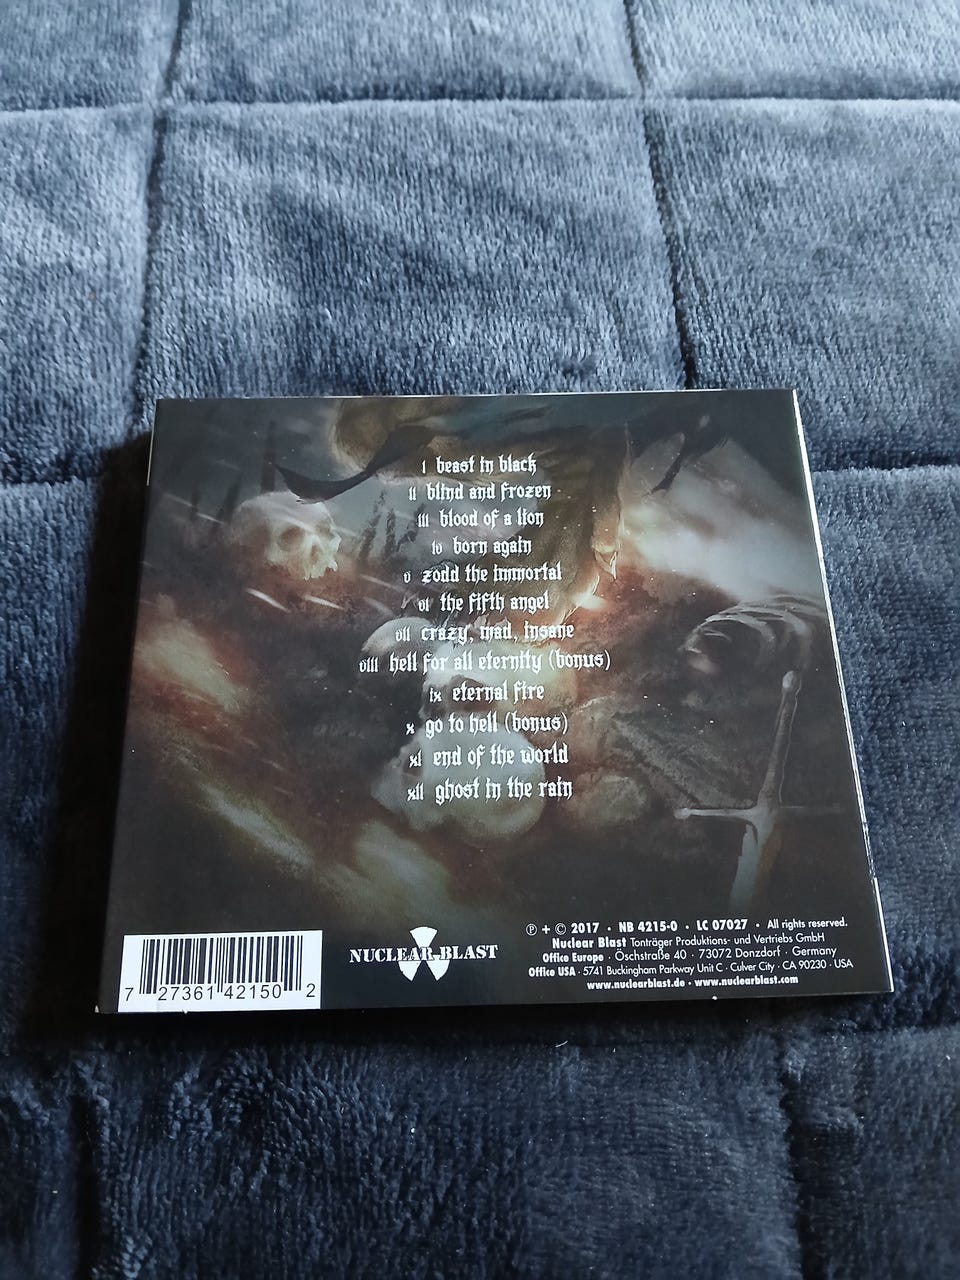 i beast in black
ii blind and frozen
iii blood of a lion
iv born again
v zodd the immortal
vi the fifth angel
vii crazy, mad, insane
viii hell for all eternity (bonus)
ix eternal fire
x go to hell (bonus)
xi end of the world
xii ghost in the rain
7 27361 42150 2
NUCLEAR BLAST
℗ + © 2017 · NB 4215-0 · LC 07027 · All rights reserved.
Nuclear Blast Tonträger Produktions- und Vertriebs GmbH
Office Europe · Öschstraße 40 · 73072 Donzdorf · Germany
Office USA · 5741 Buckingham Parkway Unit C · Culver City · CA 90230 · USA
www.nuclearblast.de · www.nuclearblast.com